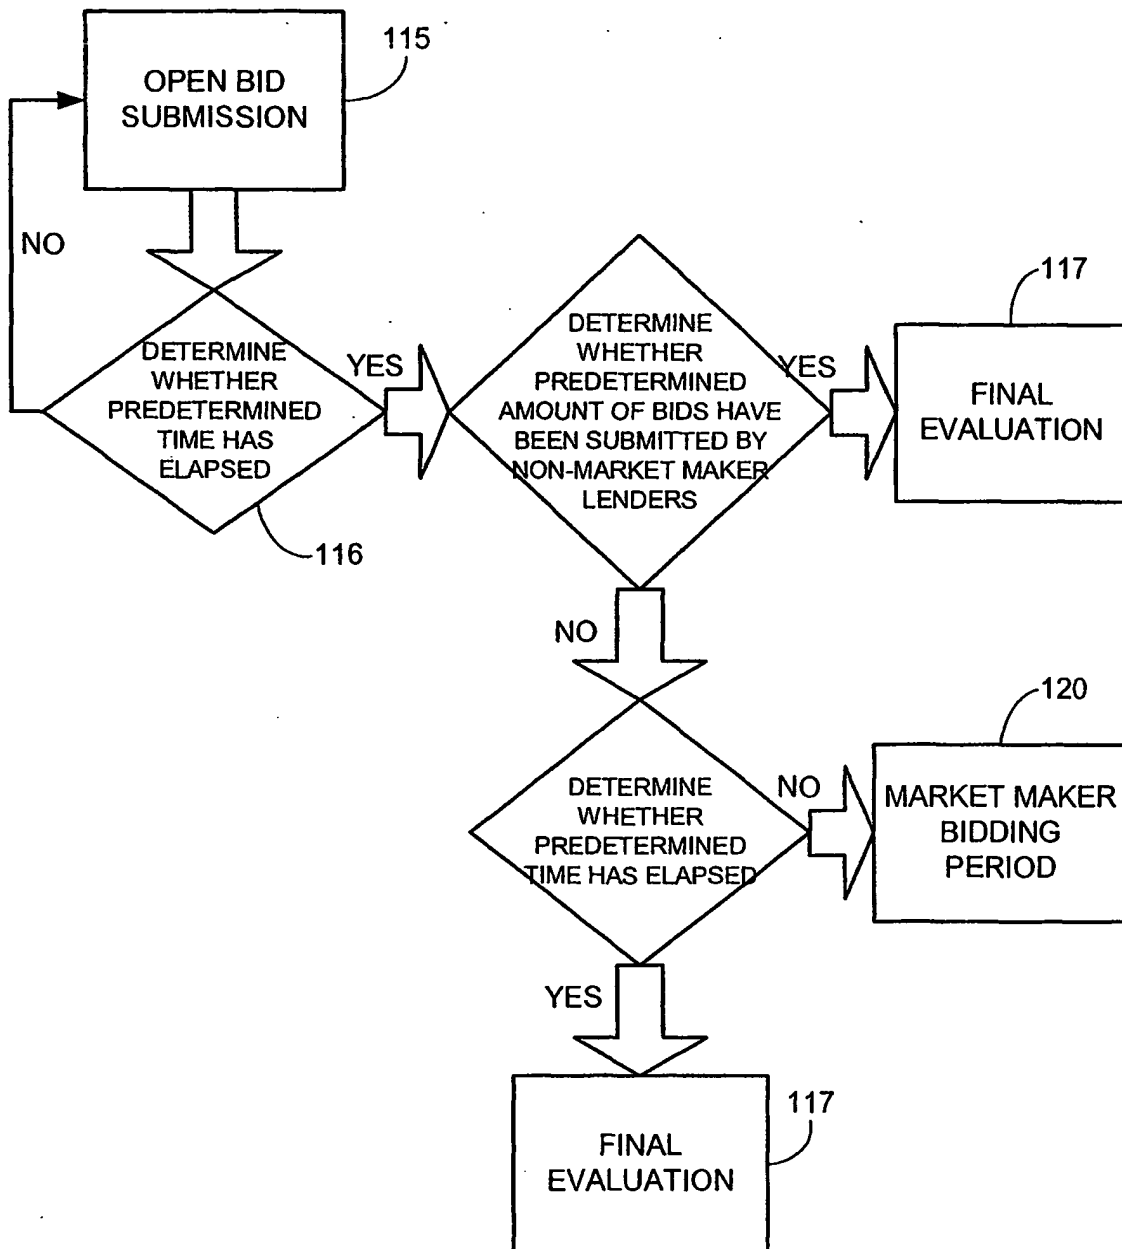 115
OPEN BID
SUBMISSION
NO
DETERMINE
WHETHER
PREDETERMINED
TIME HAS
ELAPSED
116
YES
DETERMINE
WHETHER
PREDETERMINED
AMOUNT OF BIDS HAVE
BEEN SUBMITTED BY
NON-MARKET MAKER
LENDERS
YES
117
FINAL
EVALUATION
NO
DETERMINE
WHETHER
PREDETERMINED
TIME HAS ELAPSED
NO
120
MARKET MAKER
BIDDING
PERIOD
YES
117
FINAL
EVALUATION